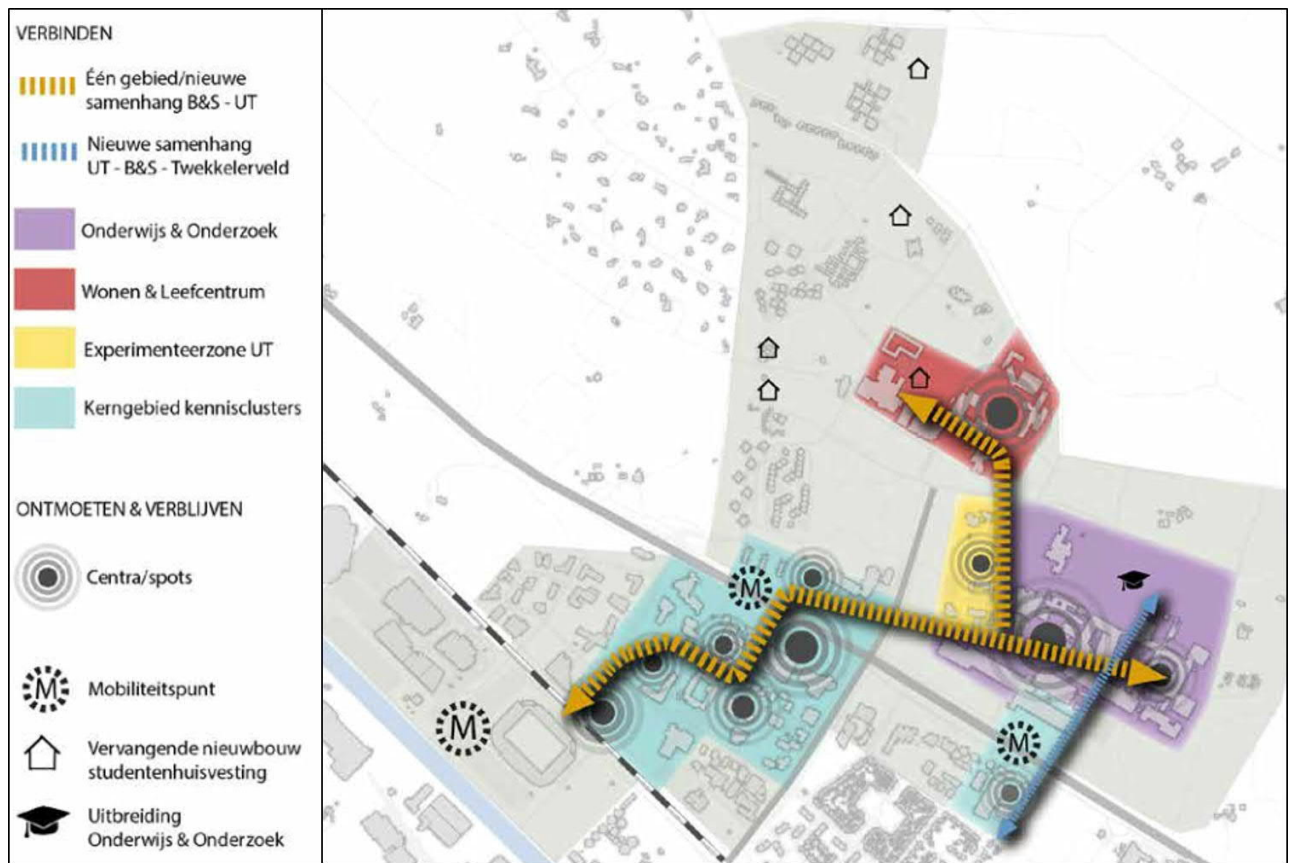 VERBINDEN
Één gebied/nieuwe
samenhang B&S - UT
Nieuwe samenhang
UT - B&S - Twekkelerveld
Onderwijs & Onderzoek
Wonen & Leefcentrum
Experimenteerzone UT
Kerngebied kennisclusters
ONTMOETEN & VERBLIJVEN
Centra/spots
M
Mobiliteitspunt
Vervangende nieuwbouw
studentenhuisvesting
Uitbreiding
Onderwijs & Onderzoek
M
M
M